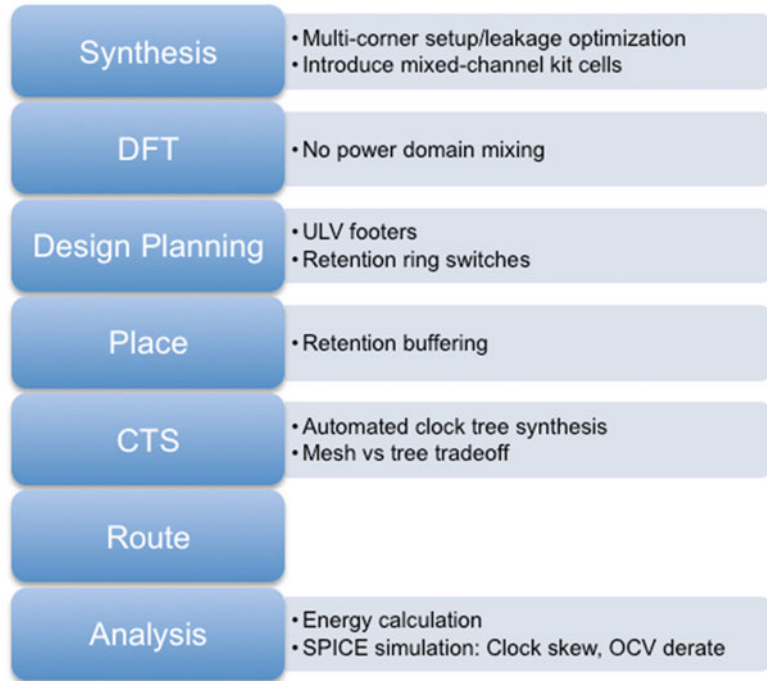 Synthesis
• Multi-corner setup/leakage optimization
• Introduce mixed-channel kit cells
DFT
• No power domain mixing
Design Planning
• ULV footers
• Retention ring switches
Place
• Retention buffering
CTS
• Automated clock tree synthesis
• Mesh vs tree tradeoff
Route
Analysis
• Energy calculation
• SPICE simulation: Clock skew, OCV derate